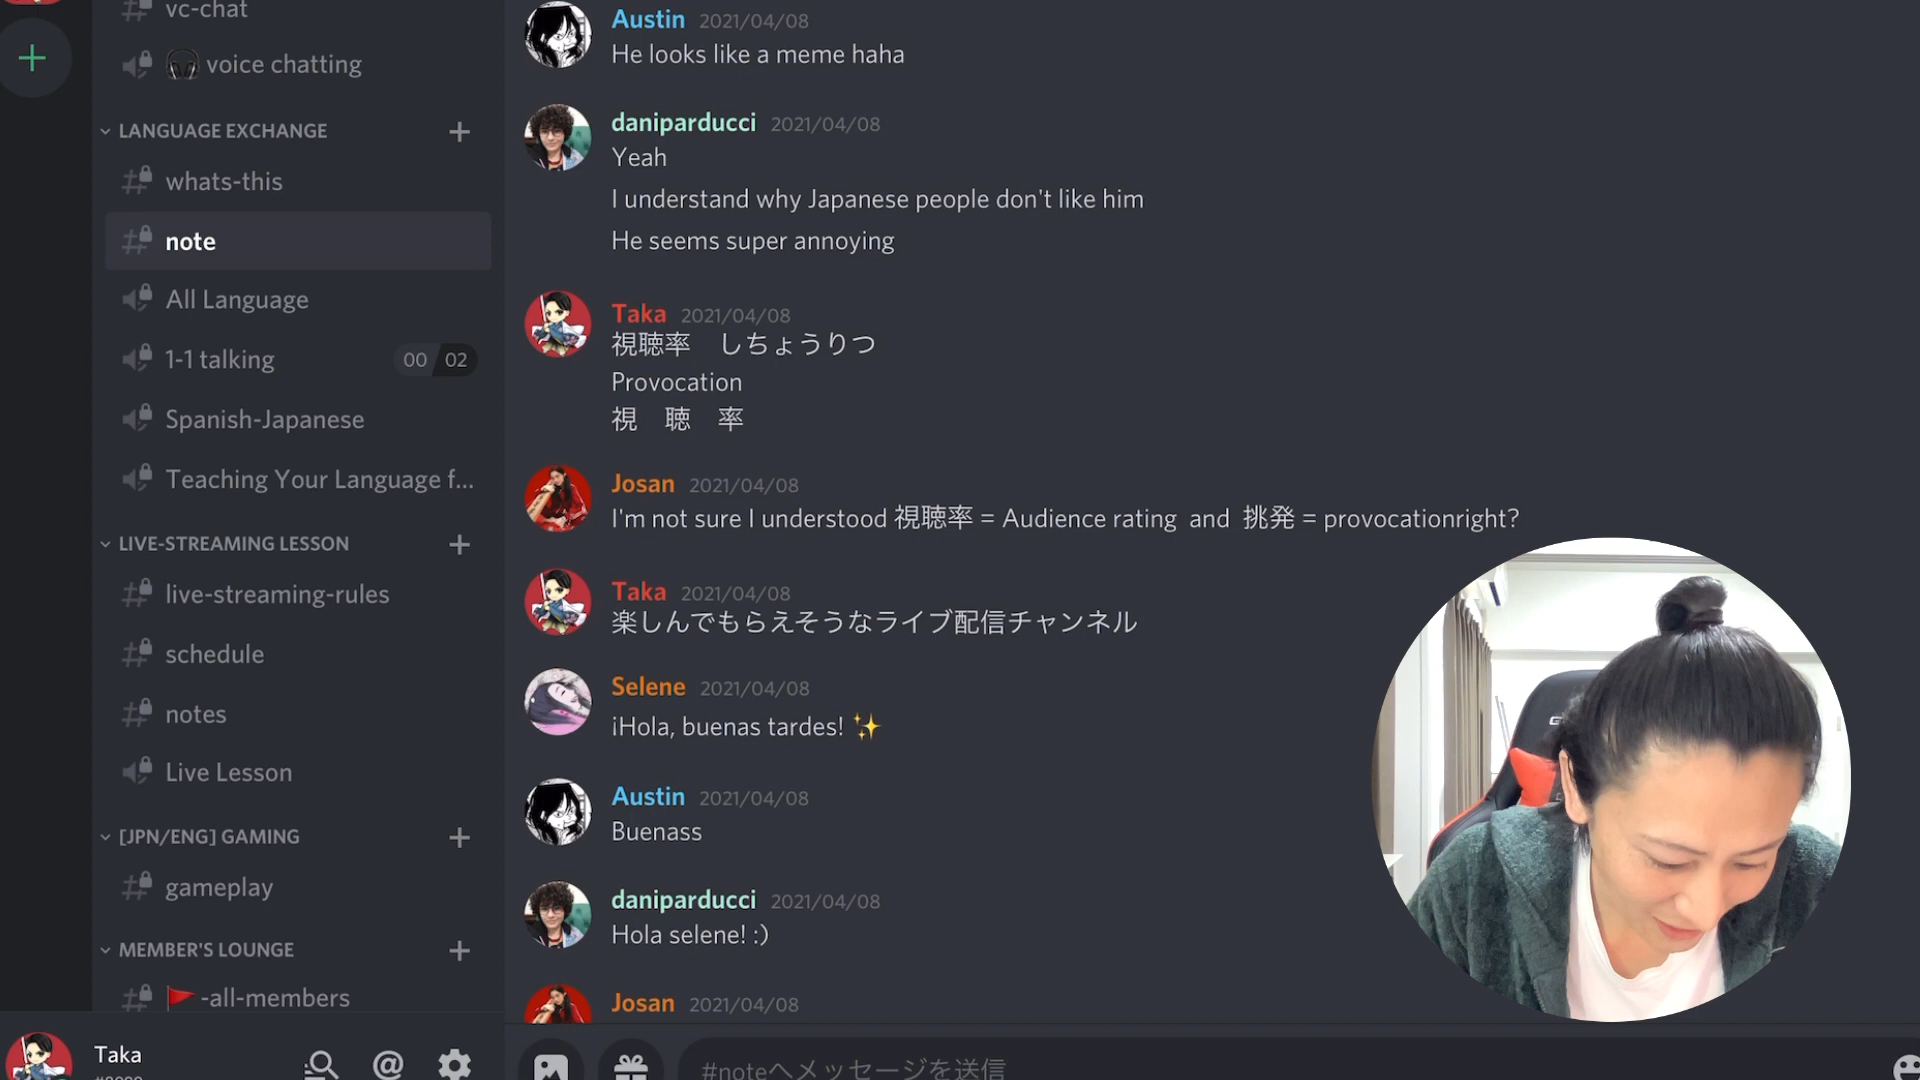 vc-chat
voice chatting
LANGUAGE EXCHANGE
whats-this
note
All Language
1-1 talking 00 02
Spanish-Japanese
Teaching Your Language f...
LIVE-STREAMING LESSON
live-streaming-rules
schedule
notes
Live Lesson
[JPN/ENG] GAMING
gameplay
MEMBER'S LOUNGE
-all-members
Taka
Austin 2021/04/08
He looks like a meme haha
daniparducci 2021/04/08
Yeah
I understand why Japanese people don't like him
He seems super annoying
Taka 2021/04/08
視聴率 しちょうりつ
Provocation
視 聴 率
Josan 2021/04/08
I'm not sure I understood 視聴率 = Audience rating and 挑発 = provocationright?
Taka 2021/04/08
楽しんでもらえそうなライブ配信チャンネル
Selene 2021/04/08
¡Hola, buenas tardes! ✨
Austin 2021/04/08
Buenass
daniparducci 2021/04/08
Hola selene! :)
Josan 2021/04/08
#noteへメッセージを送信